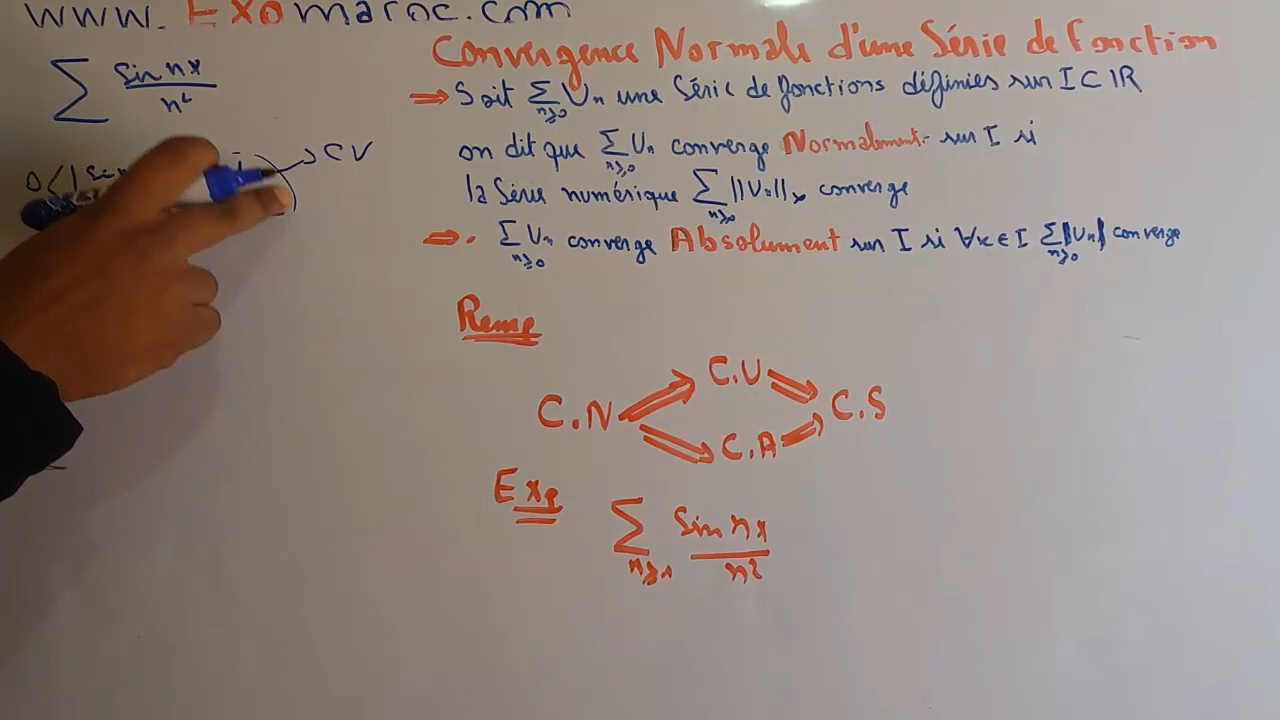 www.Exomaroc.com
Convergence Normale d'une Série de fonction
∑ sin nx / n²
⇒ Soit ∑ Un une Série de fonctions définies sur I ⊂ IR
n≥0
on dit que ∑ Un converge Normalement sur I si
n≥0
→ CV
0 ≤ | Sin
la Série numérique ∑ ||Un||∞ converge
n≥0
⇒ • ∑ Un converge Absolument sur I si ∀x ∈ I ∑ |Un| converge
n≥0 n≥0
Remq
C.N ⇒ C.U ⇒ C.S
C.N ⇒ C.A ⇒ C.S
Exp
∑ Sin nx / n²
n≥1